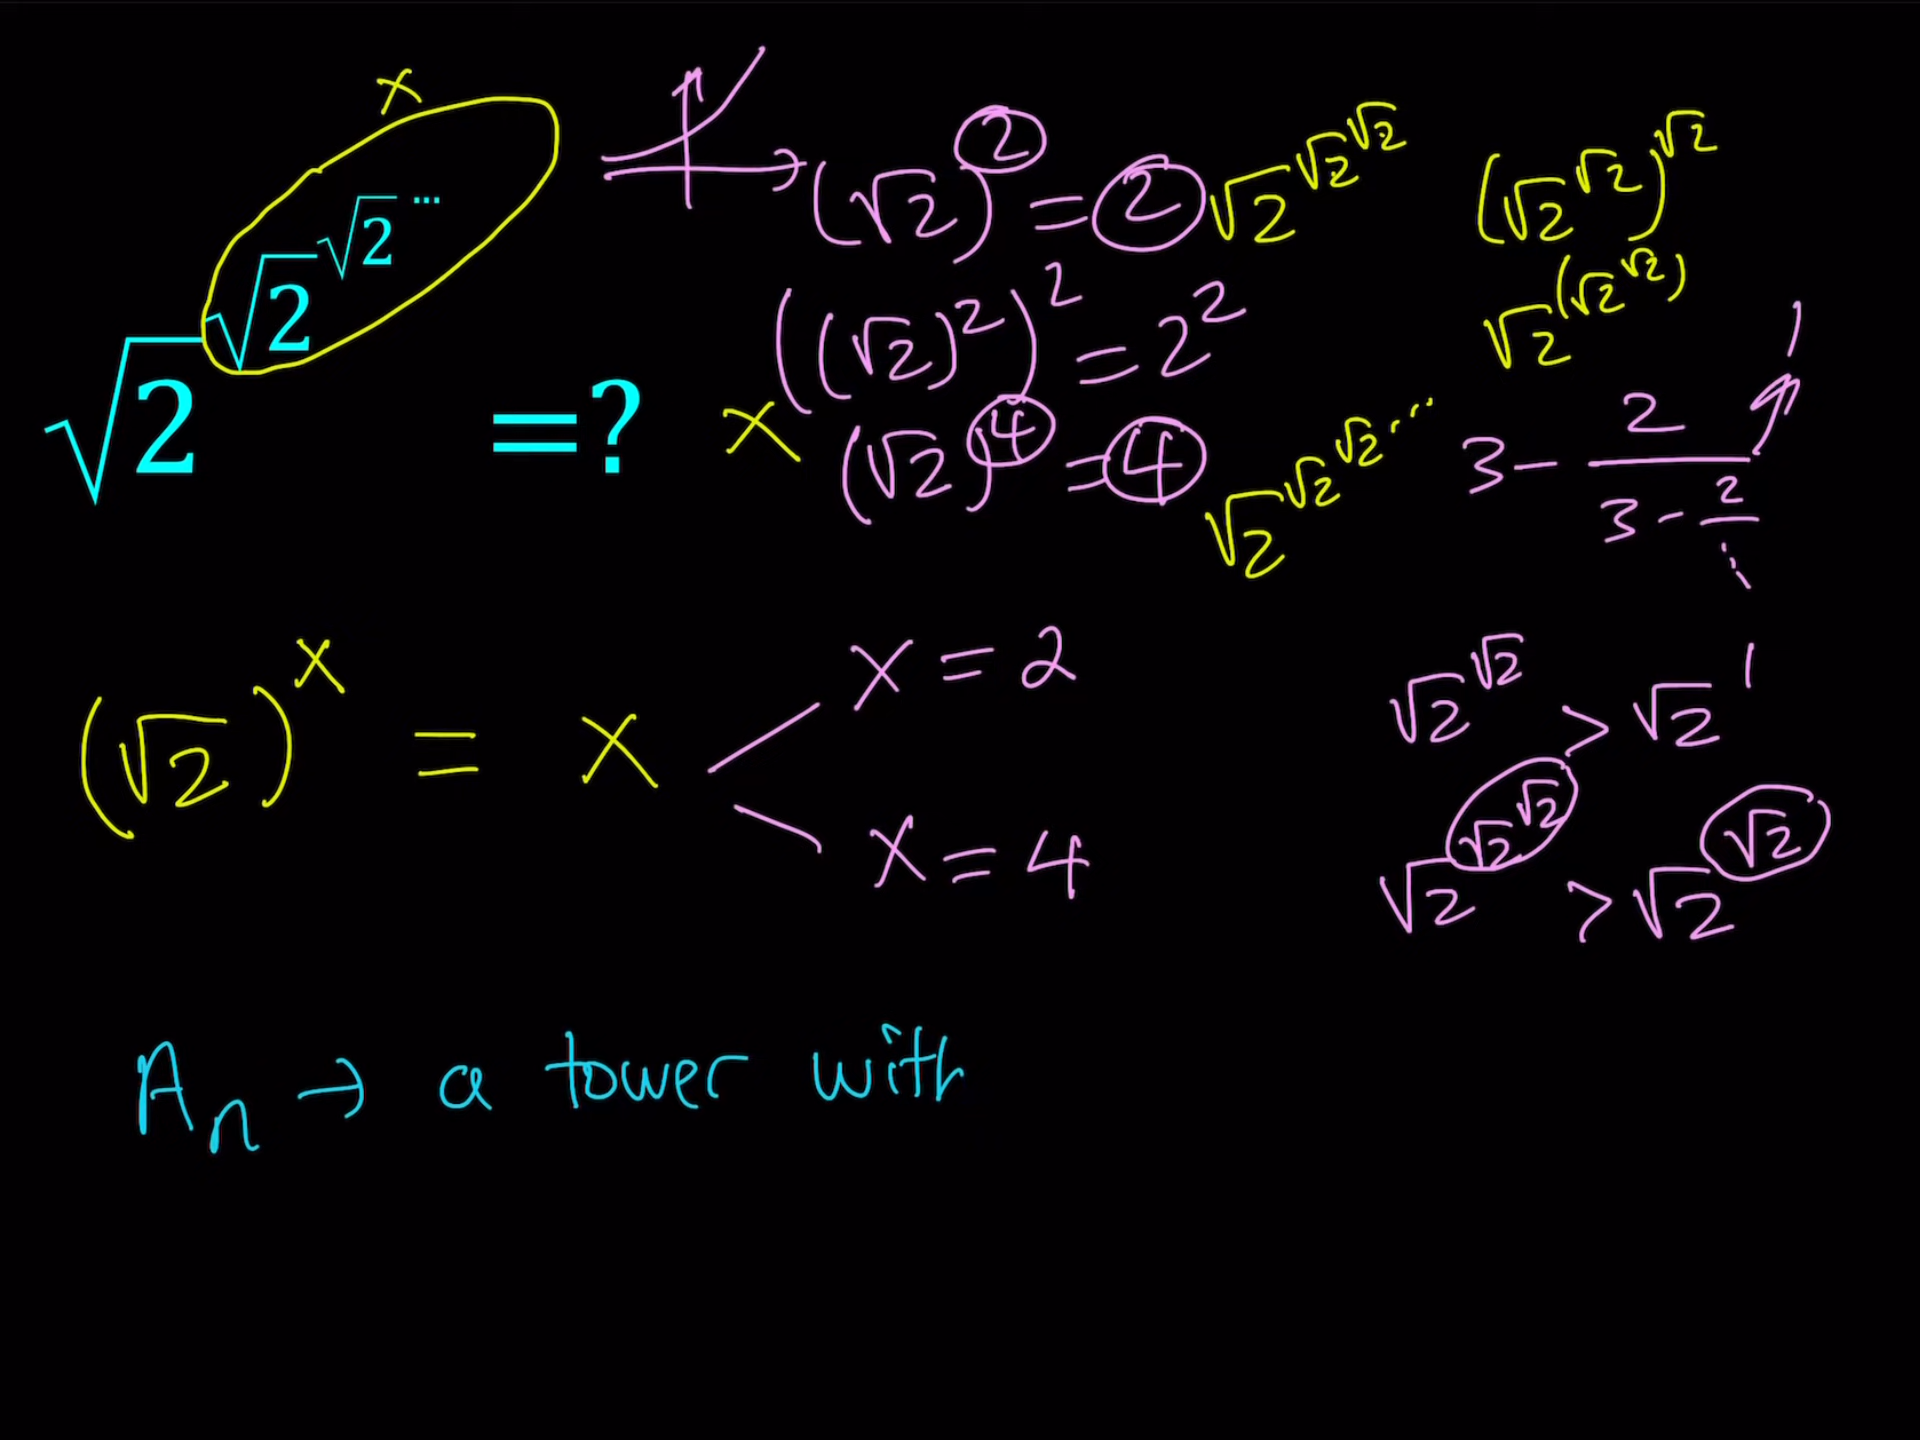 x
√2^√2^√2^... = ?
(√2)^2 = 2
√2^√2^√2
(√2^√2)^√2
((√2)^2)^2 = 2^2
√2^(√2^√2)
x
(√2)^4 = 4
√2^√2^√2^...
3 - 2/(3 - 2/⋱
1
(√2)^x = x
x = 2
x = 4
√2^√2 > √2^1
√2^√2^√2 > √2^√2
A_n → a tower with